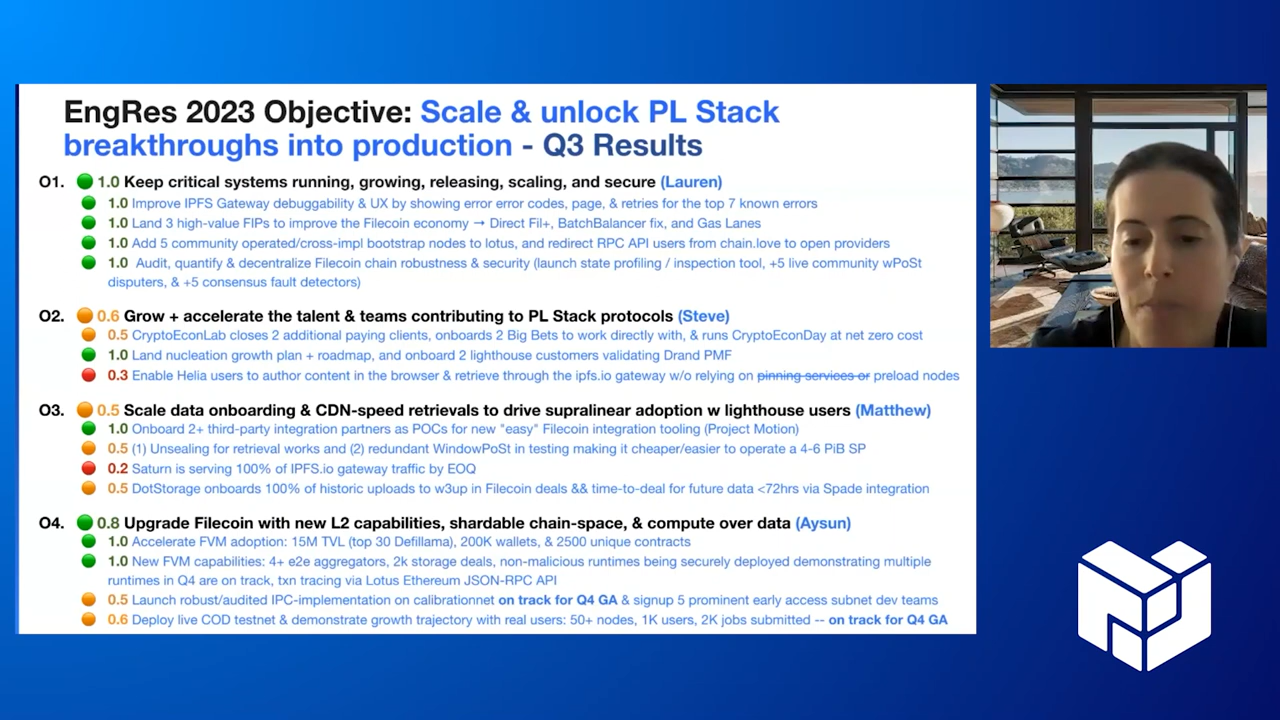 EngRes 2023 Objective: Scale & unlock PL Stack
breakthroughs into production - Q3 Results
O1. 1.0 Keep critical systems running, growing, releasing, scaling, and secure (Lauren)
1.0 Improve IPFS Gateway debuggability & UX by showing error error codes, page, & retries for the top 7 known errors
1.0 Land 3 high-value FIPs to improve the Filecoin economy → Direct Fil+, BatchBalancer fix, and Gas Lanes
1.0 Add 5 community operated/cross-impl bootstrap nodes to lotus, and redirect RPC API users from chain.love to open providers
1.0 Audit, quantify & decentralize Filecoin chain robustness & security (launch state profiling / inspection tool, +5 live community wPoSt
disputers, & +5 consensus fault detectors)
O2. 0.6 Grow + accelerate the talent & teams contributing to PL Stack protocols (Steve)
0.5 CryptoEconLab closes 2 additional paying clients, onboards 2 Big Bets to work directly with, & runs CryptoEconDay at net zero cost
1.0 Land nucleation growth plan + roadmap, and onboard 2 lighthouse customers validating Drand PMF
0.3 Enable Helia users to author content in the browser & retrieve through the ipfs.io gateway w/o relying on pinning services or preload nodes
O3. 0.5 Scale data onboarding & CDN-speed retrievals to drive supralinear adoption w lighthouse users (Matthew)
1.0 Onboard 2+ third-party integration partners as POCs for new "easy" Filecoin integration tooling (Project Motion)
0.5 (1) Unsealing for retrieval works and (2) redundant WindowPoSt in testing making it cheaper/easier to operate a 4-6 PiB SP
0.2 Saturn is serving 100% of IPFS.io gateway traffic by EOQ
0.5 DotStorage onboards 100% of historic uploads to w3up in Filecoin deals && time-to-deal for future data <72hrs via Spade integration
O4. 0.8 Upgrade Filecoin with new L2 capabilities, shardable chain-space, & compute over data (Aysun)
1.0 Accelerate FVM adoption: 15M TVL (top 30 Defillama), 200K wallets, & 2500 unique contracts
1.0 New FVM capabilities: 4+ e2e aggregators, 2k storage deals, non-malicious runtimes being securely deployed demonstrating multiple
runtimes in Q4 are on track, txn tracing via Lotus Ethereum JSON-RPC API
0.5 Launch robust/audited IPC-implementation on calibrationnet on track for Q4 GA & signup 5 prominent early access subnet dev teams
0.6 Deploy live COD testnet & demonstrate growth trajectory with real users: 50+ nodes, 1K users, 2K jobs submitted -- on track for Q4 GA